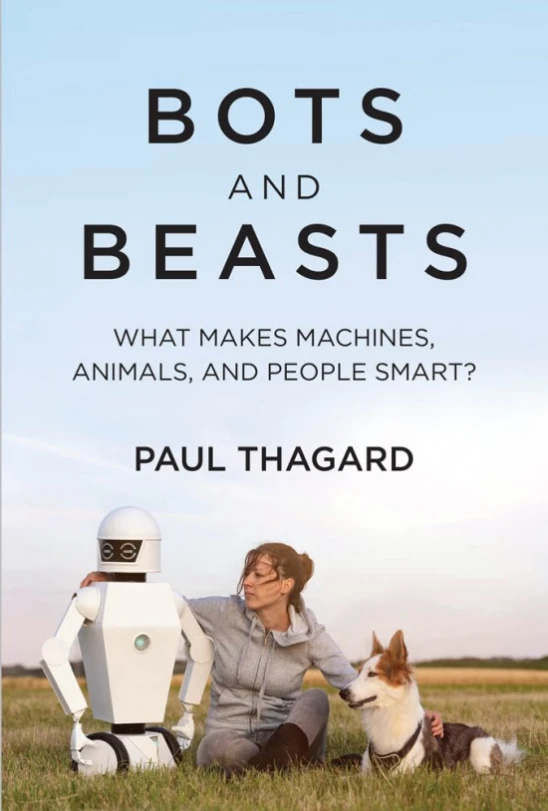 BOTS
AND
BEASTS
WHAT MAKES MACHINES,
ANIMALS, AND PEOPLE SMART?
PAUL THAGARD